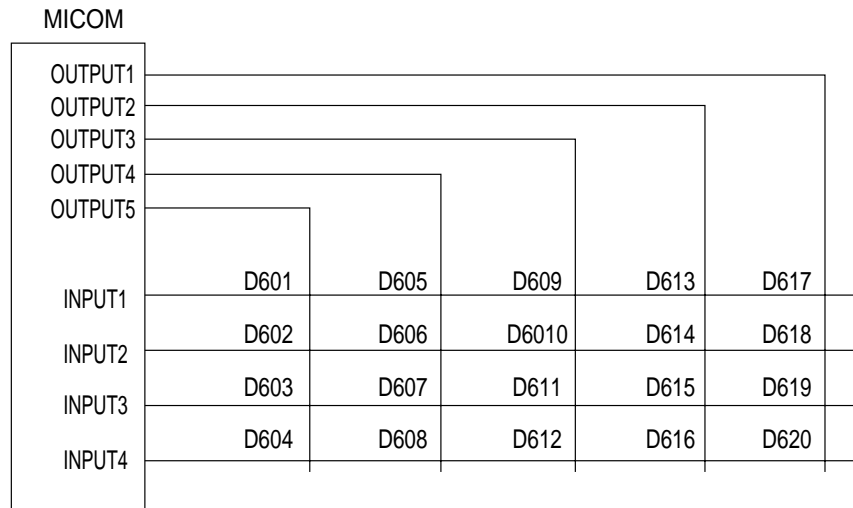 MICOM
OUTPUT1
OUTPUT2
OUTPUT3
OUTPUT4
OUTPUT5
D601 D605 D609 D613 D617
INPUT1
D602 D606 D6010 D614 D618
INPUT2
D603 D607 D611 D615 D619
INPUT3
D604 D608 D612 D616 D620
INPUT4